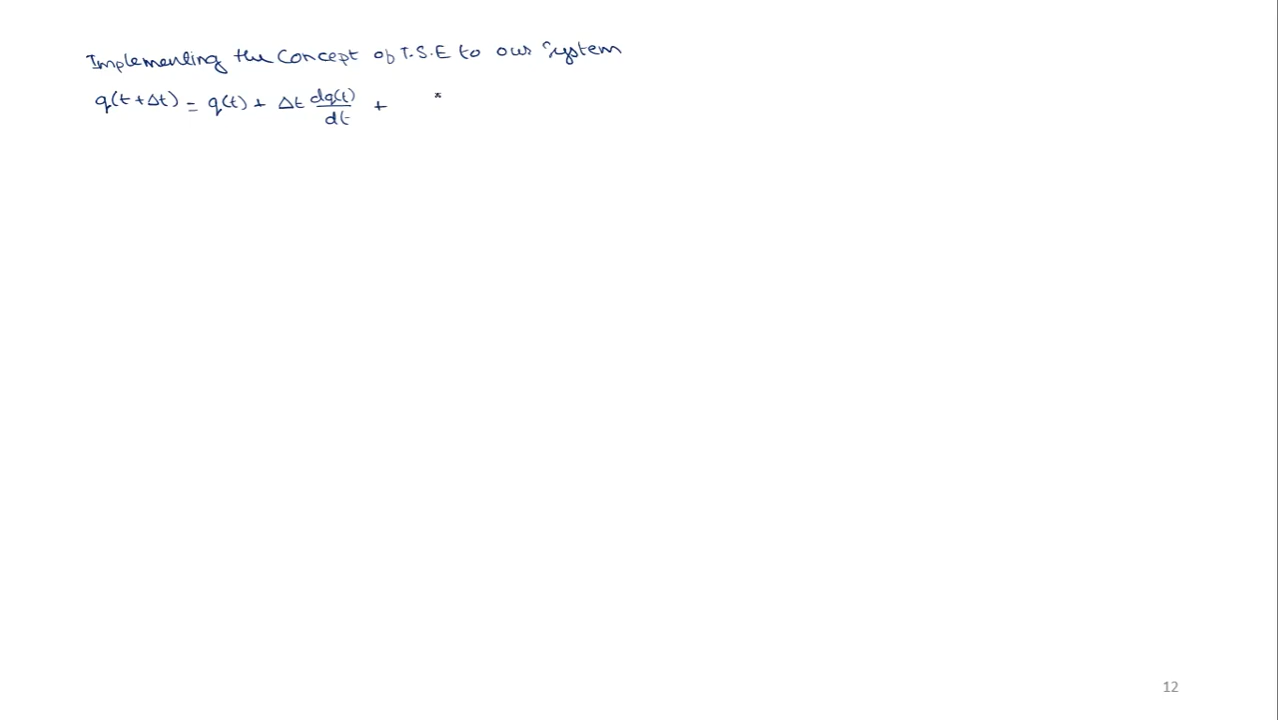 Implementing the Concept of T.S.E to our System
q(t+Δt) = q(t) + Δt dq(t)/dt +
12